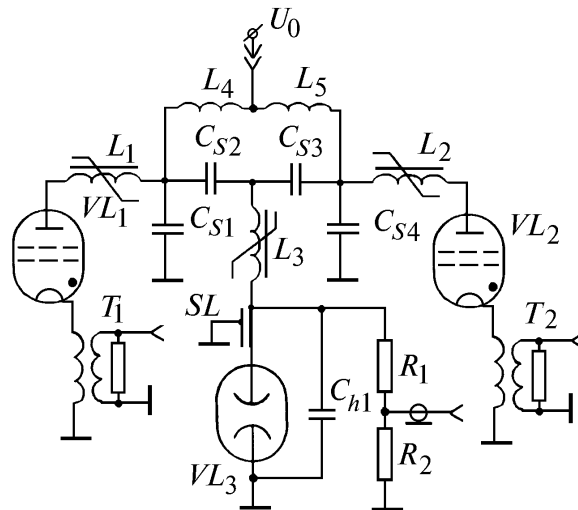 U0
L4 L5
CS2 CS3
L1 L2
VL1 CS1 CS4 VL2
L3
SL
T1 T2
R1
Ch1
R2
VL3